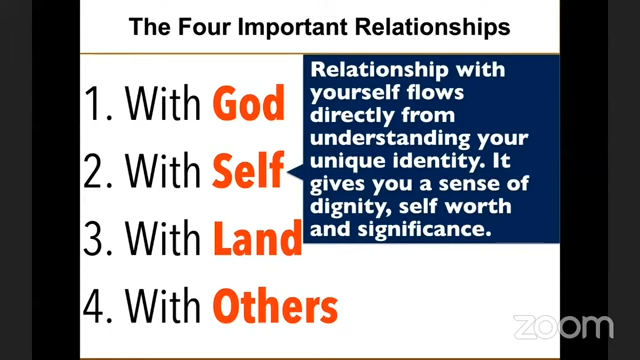 The Four Important Relationships
1. With God
2. With Self
3. With Land
4. With Others
Relationship with
yourself flows
directly from
understanding your
unique identity. It
gives you a sense of
dignity, self worth
and significance.
zoom